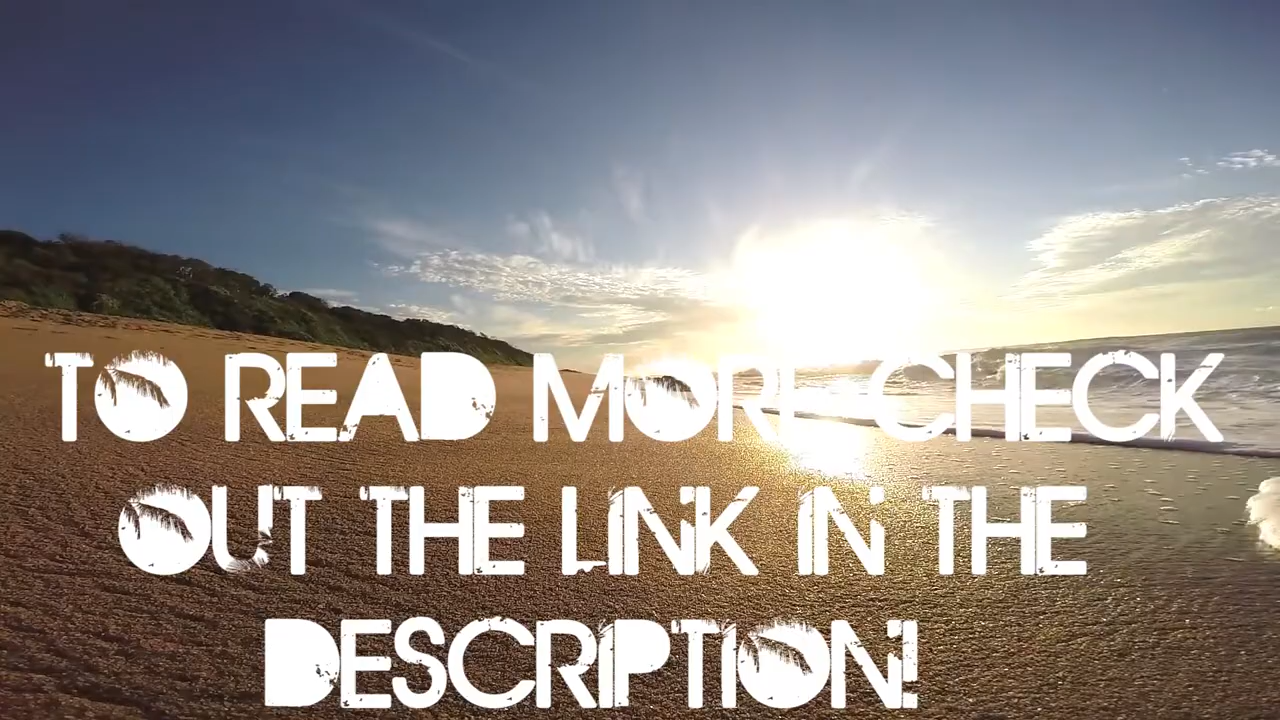 TO READ MORE CHECK
OUT THE LINK IN THE
DESCRIPTION!